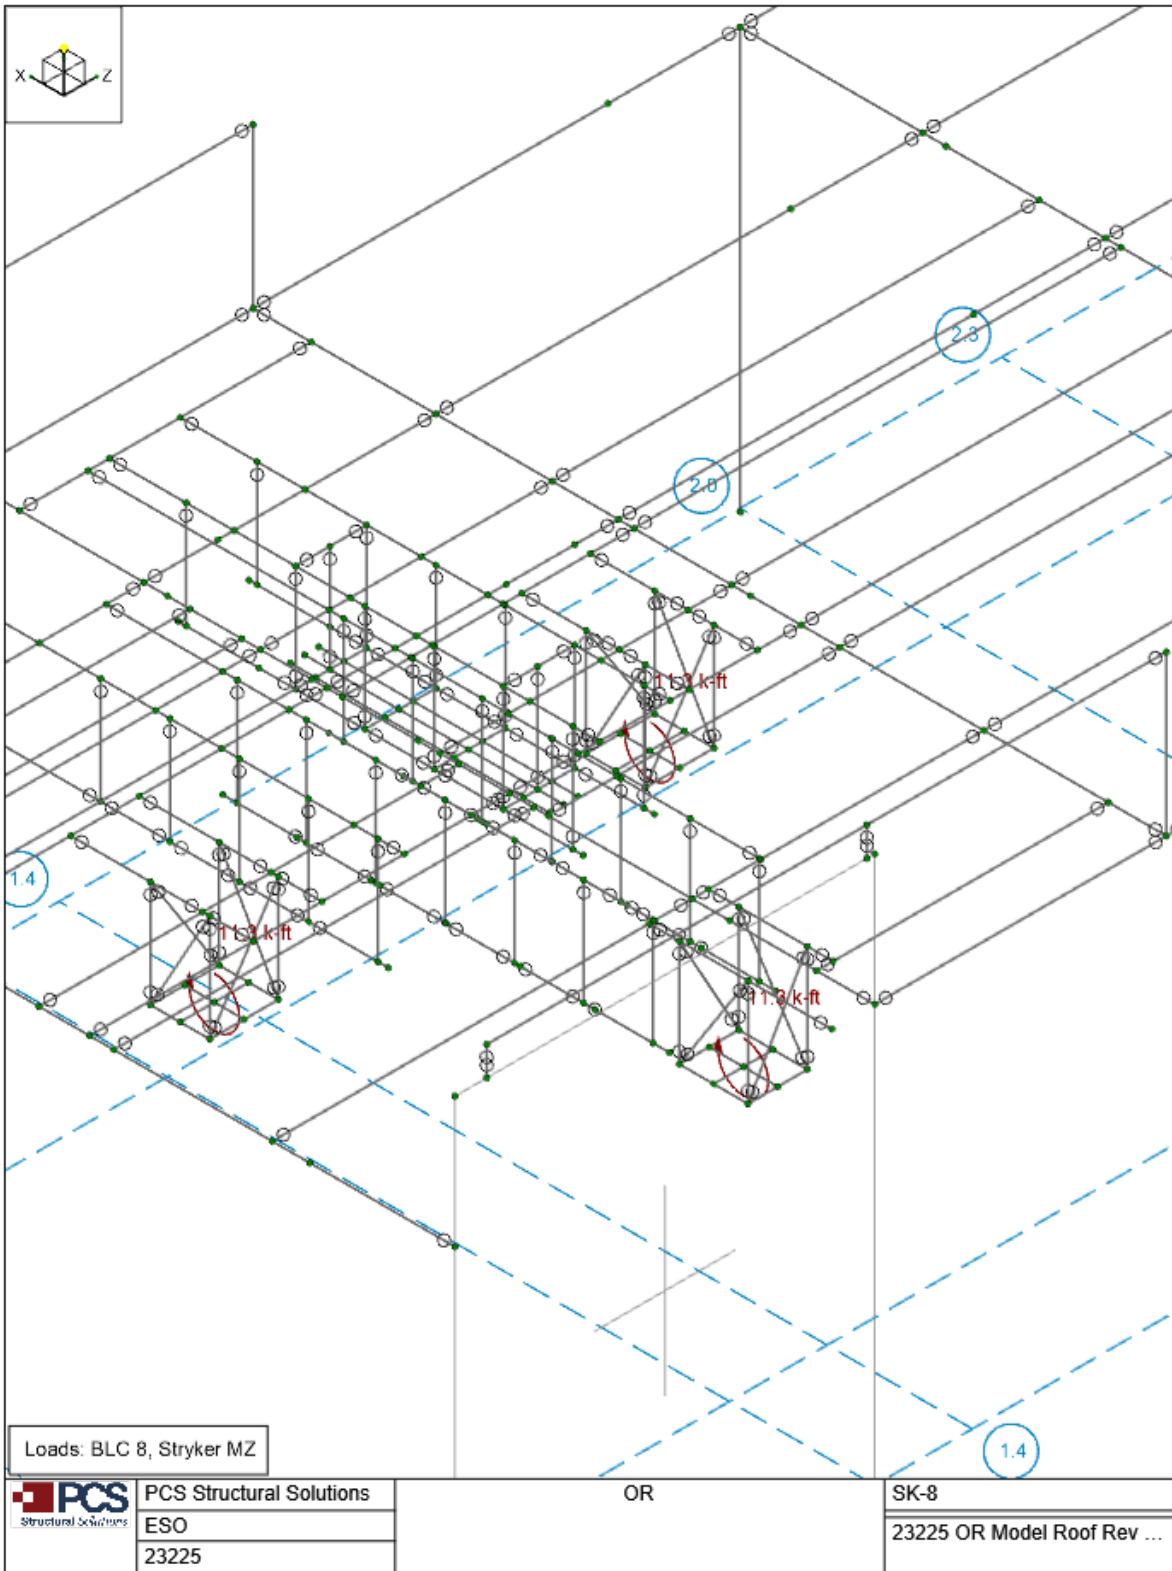 X
Z
2.3
2.0
11.3 k-ft
1.4
11.3 k-ft
11.3 k-ft
1.4
Loads: BLC 8, Stryker MZ
PCS
Structural Solutions
PCS Structural Solutions
ESO
23225
OR
SK-8
23225 OR Model Roof Rev ...